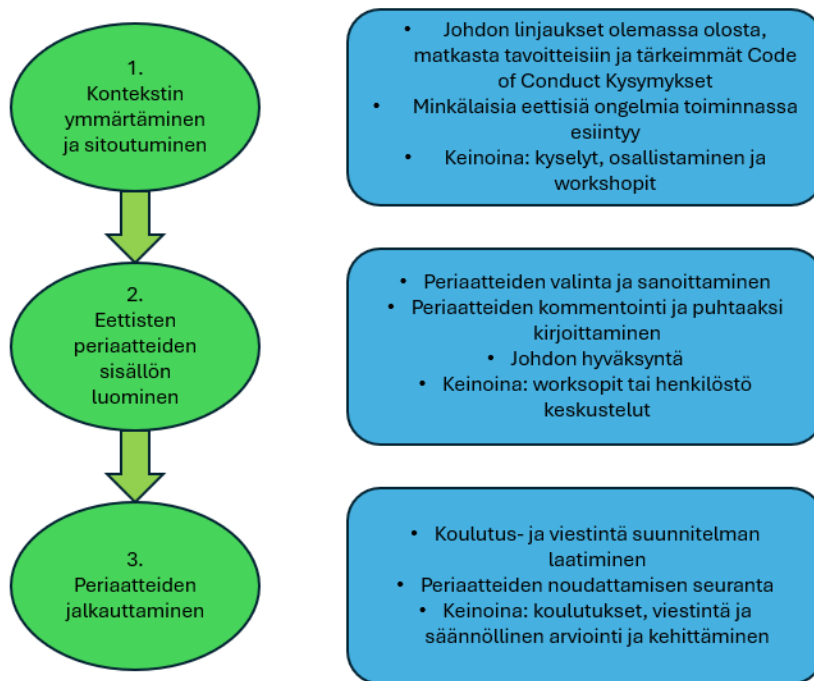 1.
Kontekstin
ymmärtäminen
ja sitoutuminen
• Johdon linjaukset olemassa olosta,
matkasta tavoitteisiin ja tärkeimmät Code
of Conduct Kysymykset
• Minkälaisia eettisiä ongelmia toiminnassa
esiintyy
• Keinoina: kyselyt, osallistaminen ja
workshopit
2.
Eettisten
periaatteiden
sisällön
luominen
• Periaatteiden valinta ja sanoittaminen
• Periaatteiden kommentointi ja puhtaaksi
kirjoittaminen
• Johdon hyväksyntä
• Keinoina: worksopit tai henkilöstö
keskustelut
3.
Periaatteiden
jalkauttaminen
• Koulutus- ja viestintä suunnitelman
laatiminen
• Periaatteiden noudattamisen seuranta
• Keinoina: koulutukset, viestintä ja
säännöllinen arviointi ja kehittäminen